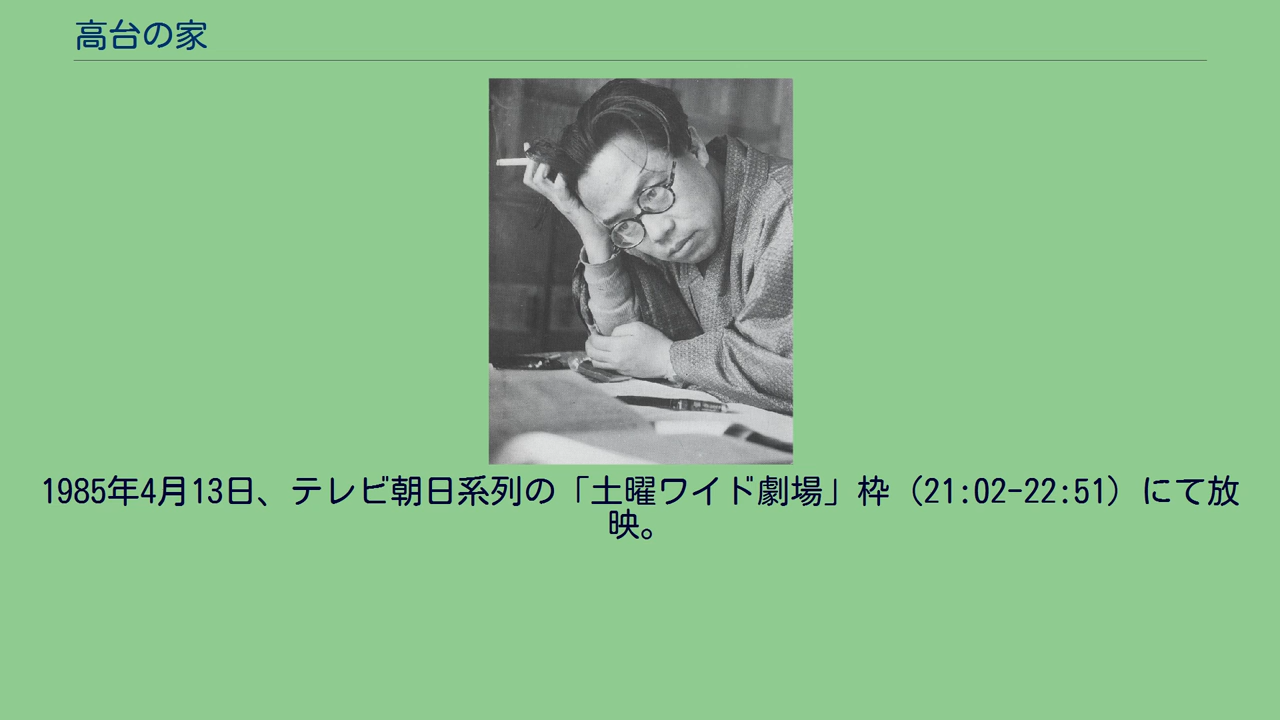 高台の家
1985年4月13日、テレビ朝日系列の「土曜ワイド劇場」枠（21:02-22:51）にて放
映。